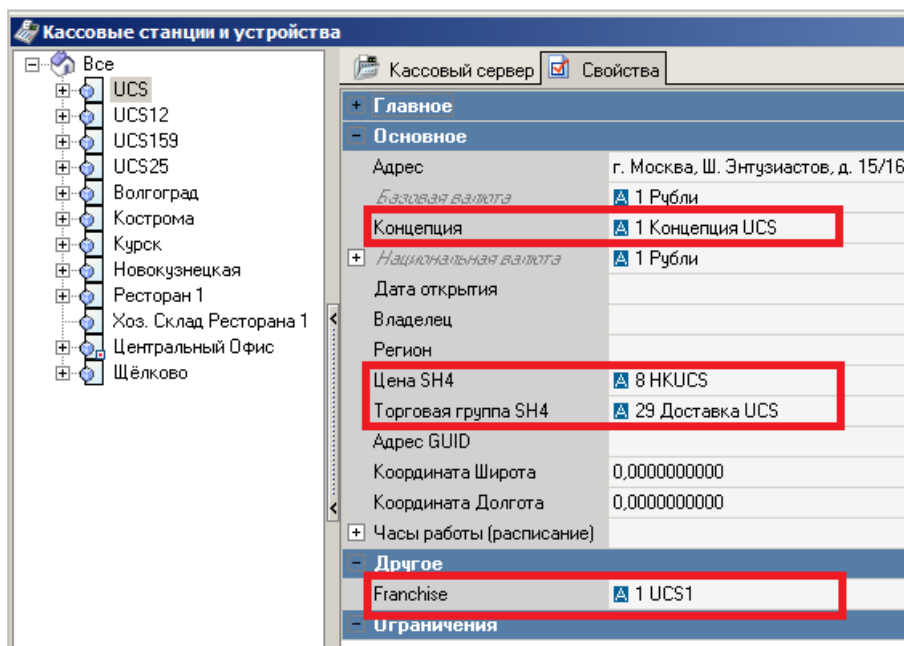 Кассовые станции и устройства
Все
UCS
UCS12
UCS159
UCS25
Волгоград
Кострома
Курск
Новокузнецкая
Ресторан 1
Хоз. Склад Ресторана 1
Центральный Офис
Щёлково
Кассовый сервер Свойства
Главное
Основное
Адрес г. Москва, Ш. Энтузиастов, д. 15/16
Базовая валюта A 1 Рубли
Концепция A 1 Концепция UCS
Национальная валюта A 1 Рубли
Дата открытия
Владелец
Регион
Цена SH4 A 8 HKUCS
Торговая группа SH4 A 29 Доставка UCS
Адрес GUID
Координата Широта 0,0000000000
Координата Долгота 0,0000000000
Часы работы (расписание)
Другое
Franchise A 1 UCS1
Ограничения